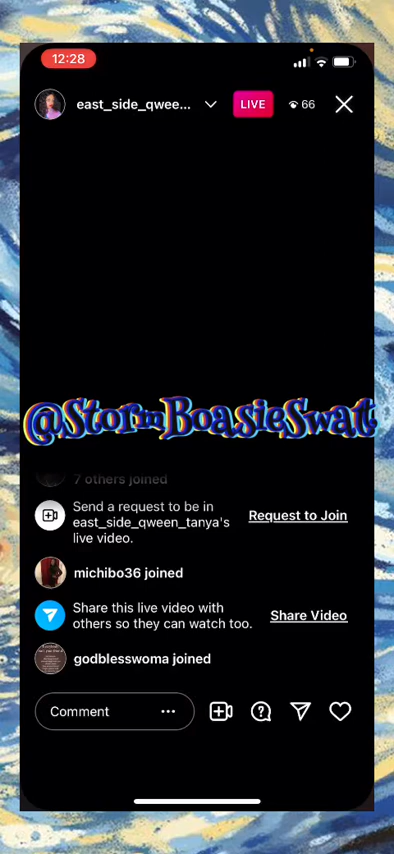 12:28
east_side_qwee...
LIVE
66
@StormBoasieSwatt
7 others joined
Send a request to be in
east_side_qween_tanya's
live video.
Request to Join
michibo36 joined
Share this live video with
others so they can watch too.
Share Video
godblesswoma joined
Comment